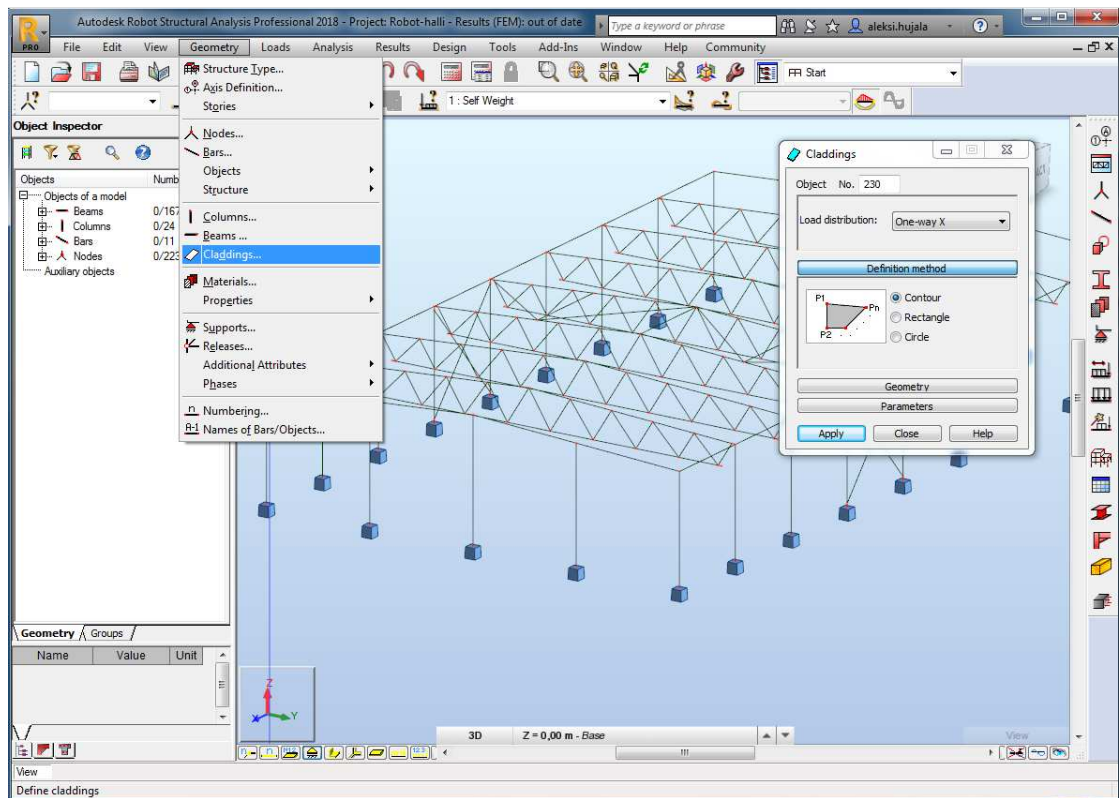 Autodesk Robot Structural Analysis Professional 2018 - Project: Robot-halli - Results (FEM): out of date
Type a keyword or phrase
aleksi.hujala
PRO
File Edit View Geometry Loads Analysis Results Design Tools Add-Ins Window Help Community
Start
1 : Self Weight
Structure Type...
Axis Definition...
Stories
Nodes...
Bars...
Objects
Structure
Columns...
Beams ...
Claddings...
Materials...
Properties
Supports...
Releases...
Additional Attributes
Phases
Numbering...
Names of Bars/Objects...
Object Inspector
Objects Numb
Objects of a model
Beams 0/167
Columns 0/24
Bars 0/11
Nodes 0/223
Auxiliary objects
Geometry Groups
Name Value Unit
Claddings
Object No. 230
Load distribution: One-way X
Definition method
P1
Pn
P2
Contour
Rectangle
Circle
Geometry
Parameters
Apply Close Help
Z
X
Y
3D Z = 0,00 m - Base
View
View
Define claddings